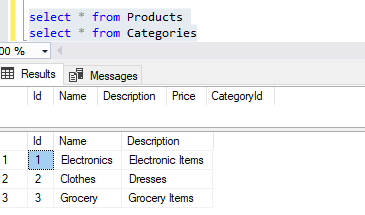 select * from Products
select * from Categories
00 %
Results Messages
Id Name Description Price CategoryId
Id Name Description
1 1 Electronics Electronic Items
2 2 Clothes Dresses
3 3 Grocery Grocery Items